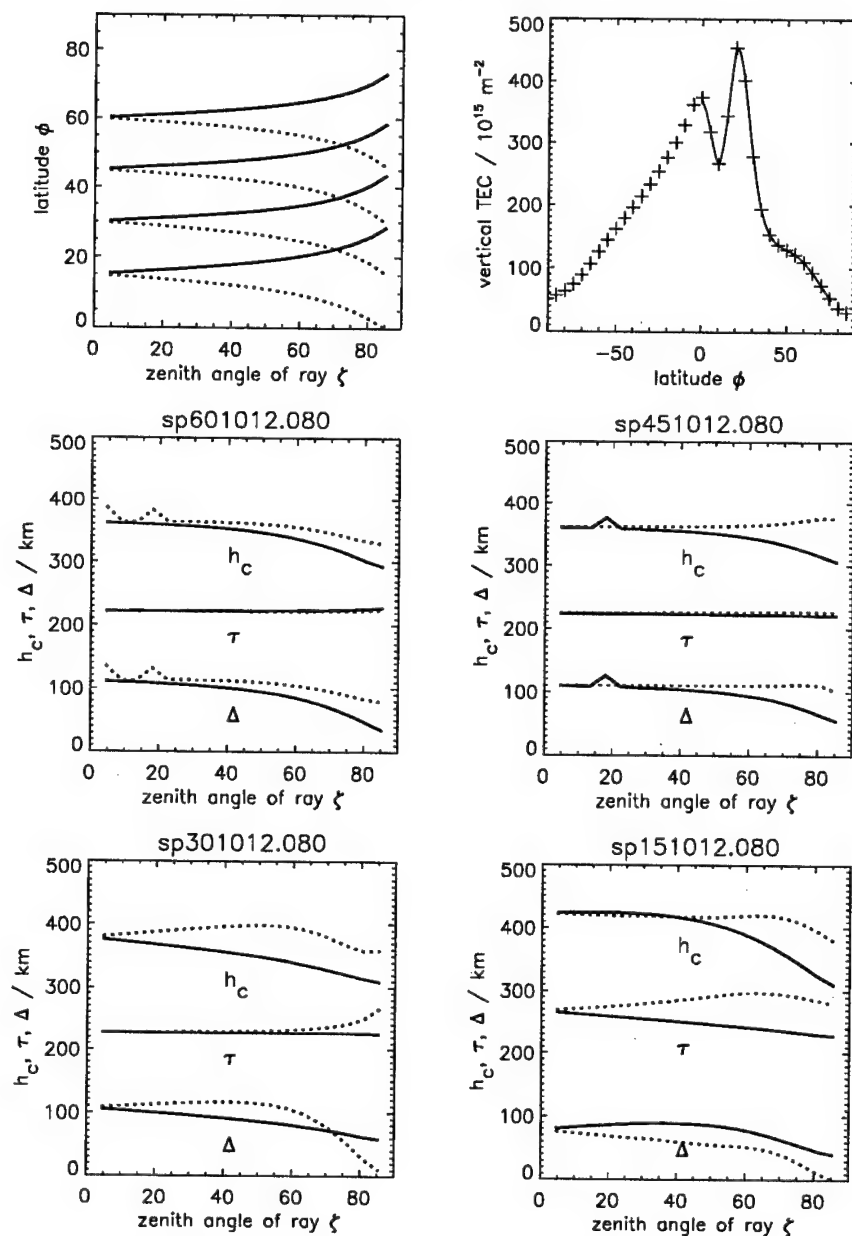 80
60
40
20
0
latitude ϕ
0 20 40 60 80
zenith angle of ray ζ
500
400
300
200
100
0
vertical TEC / 10¹⁵ m⁻²
−50 0 50
latitude ϕ
sp601012.080
500
400
300
200
100
0
h_c, τ, Δ / km
h_c
τ
Δ
0 20 40 60 80
zenith angle of ray ζ
sp451012.080
500
400
300
200
100
0
h_c, τ, Δ / km
h_c
τ
Δ
0 20 40 60 80
zenith angle of ray ζ
sp301012.080
500
400
300
200
100
0
h_c, τ, Δ / km
h_c
τ
Δ
0 20 40 60 80
zenith angle of ray ζ
sp151012.080
500
400
300
200
100
0
h_c, τ, Δ / km
h_c
τ
Δ
0 20 40 60 80
zenith angle of ray ζ